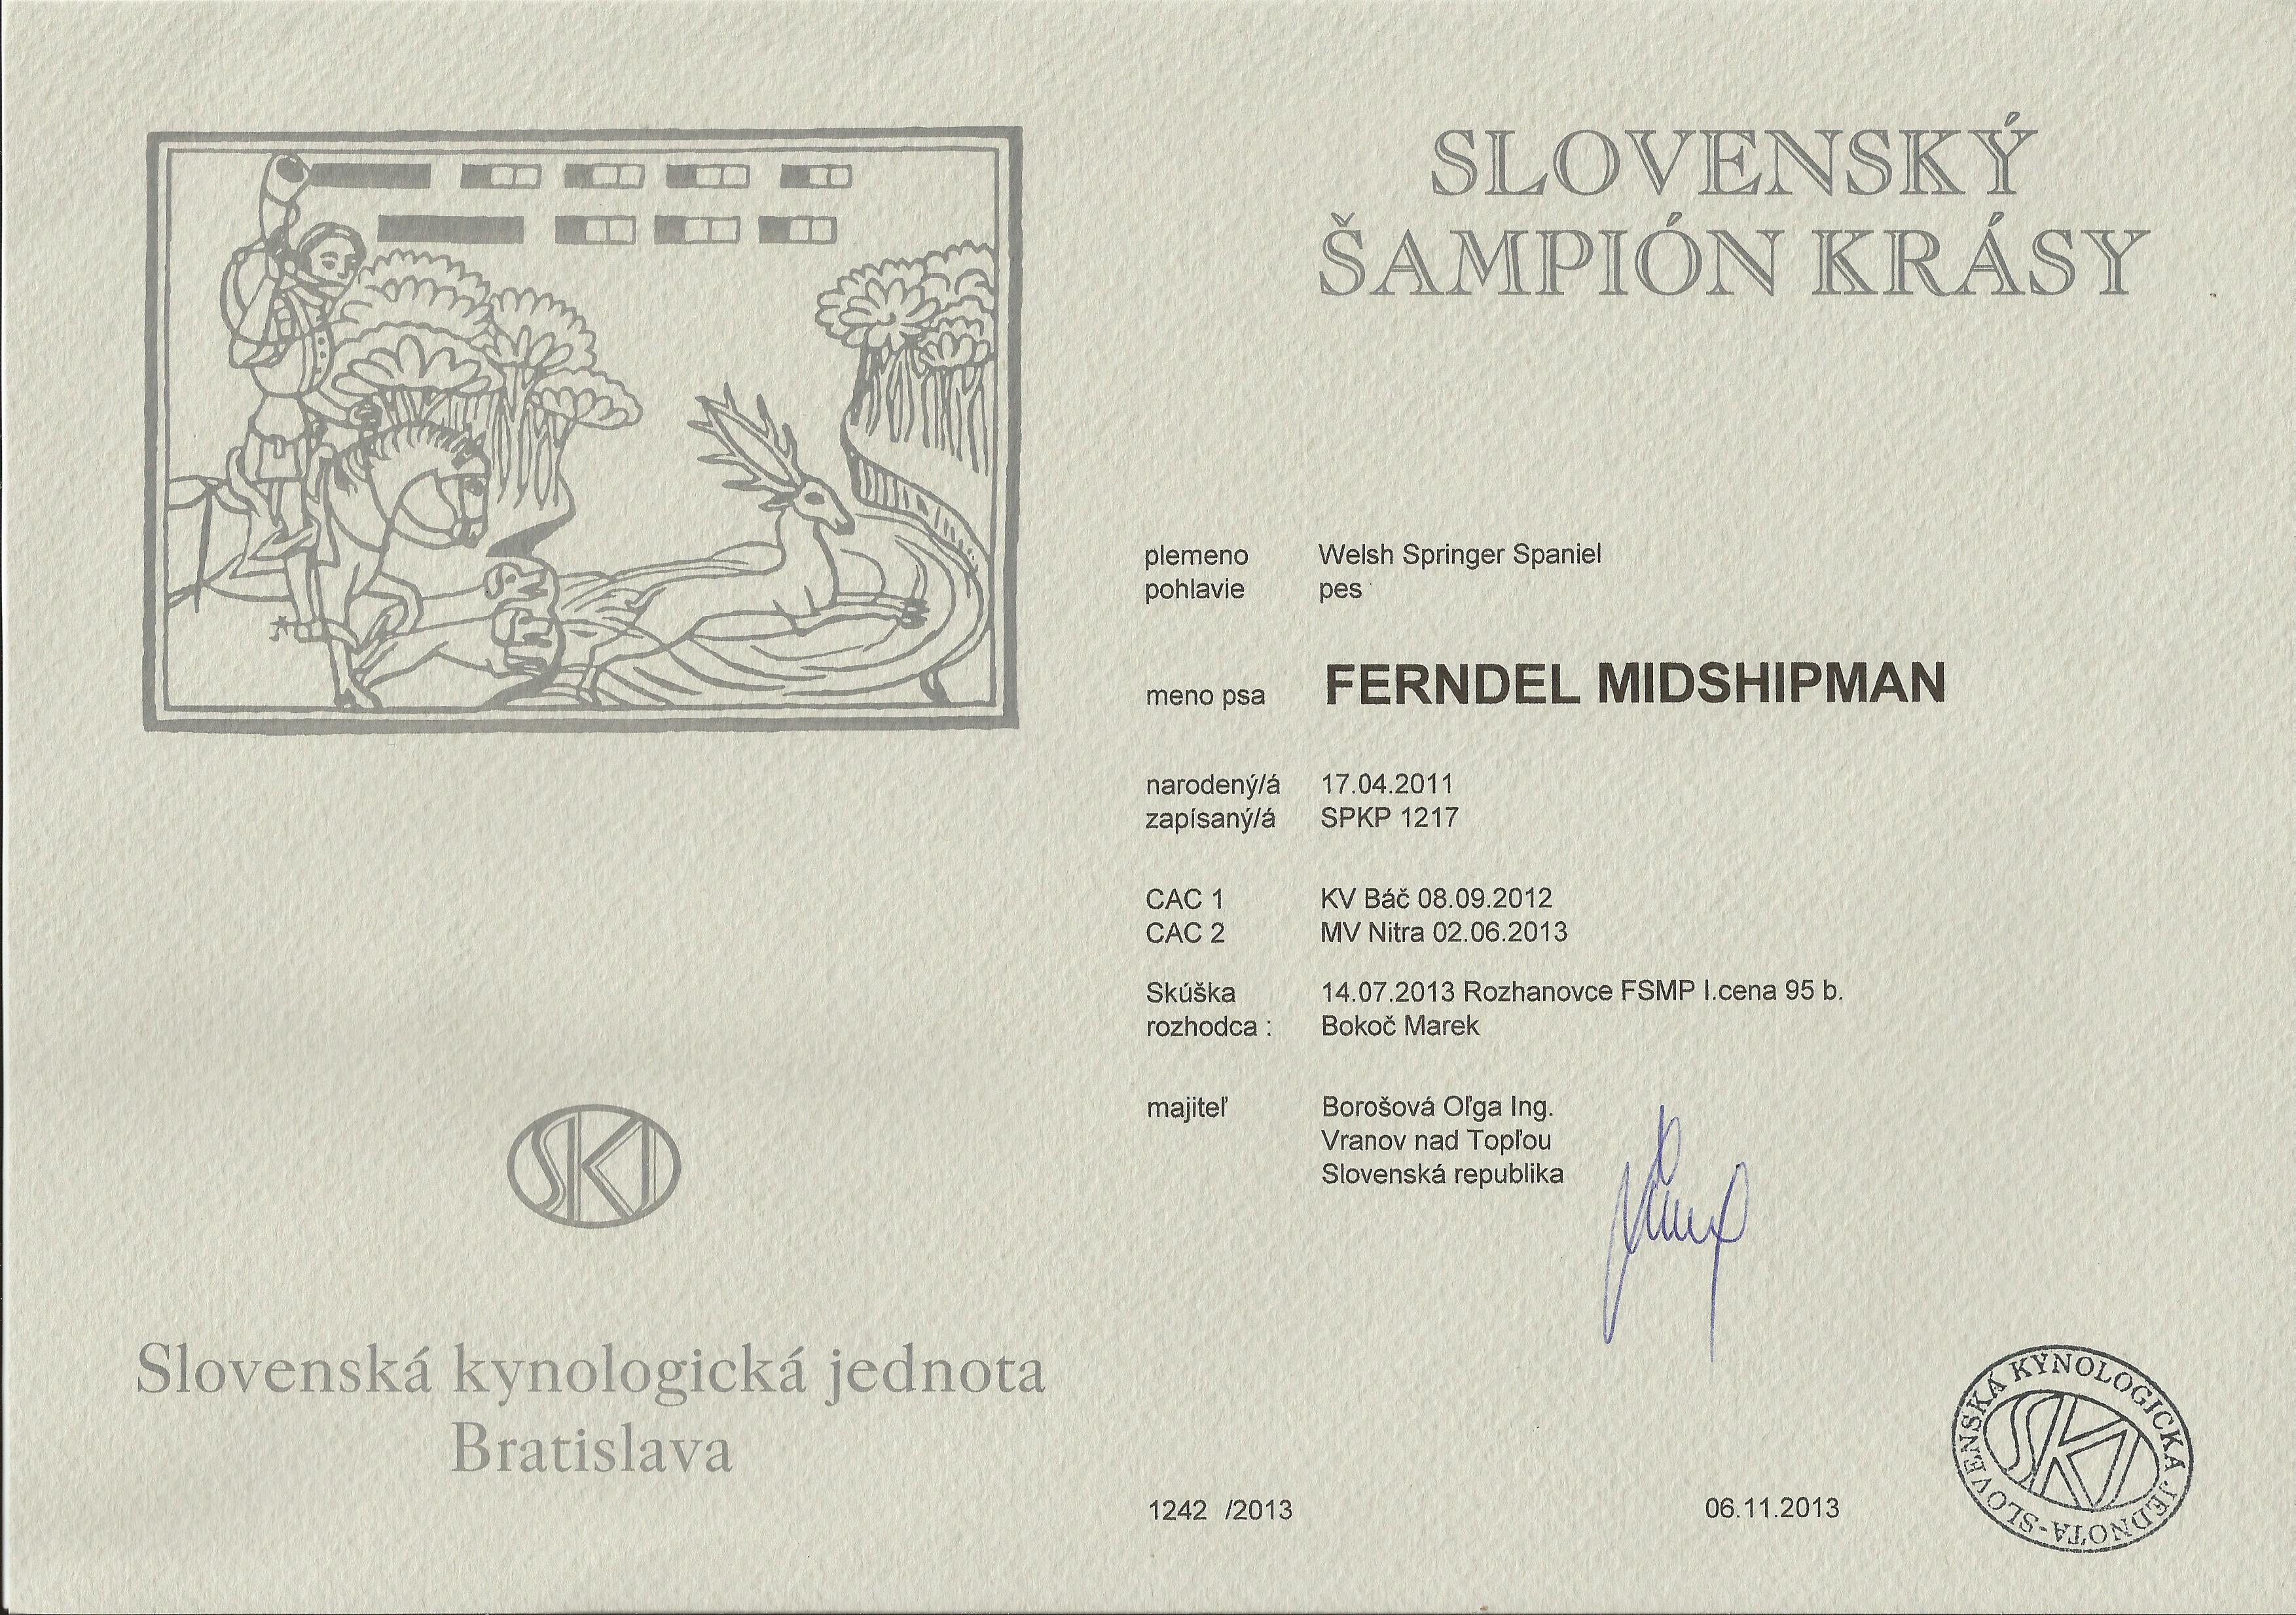 SLOVENSKÝ
ŠAMPIÓN KRÁSY
plemeno Welsh Springer Spaniel
pohlavie pes
meno psa FERNDEL MIDSHIPMAN
narodený/á 17.04.2011
zapísaný/á SPKP 1217
CAC 1 KV Báč 08.09.2012
CAC 2 MV Nitra 02.06.2013
Skúška 14.07.2013 Rozhanovce FSMP I.cena 95 b.
rozhodca : Bokoč Marek
majiteľ Borošová Oľga Ing.
Vranov nad Topľou
Slovenská republika
SKJ
Slovenská kynologická jednota
Bratislava
1242 /2013
06.11.2013
SLOVENSKÁ KYNOLOGICKÁ JEDNOTA
SKJ